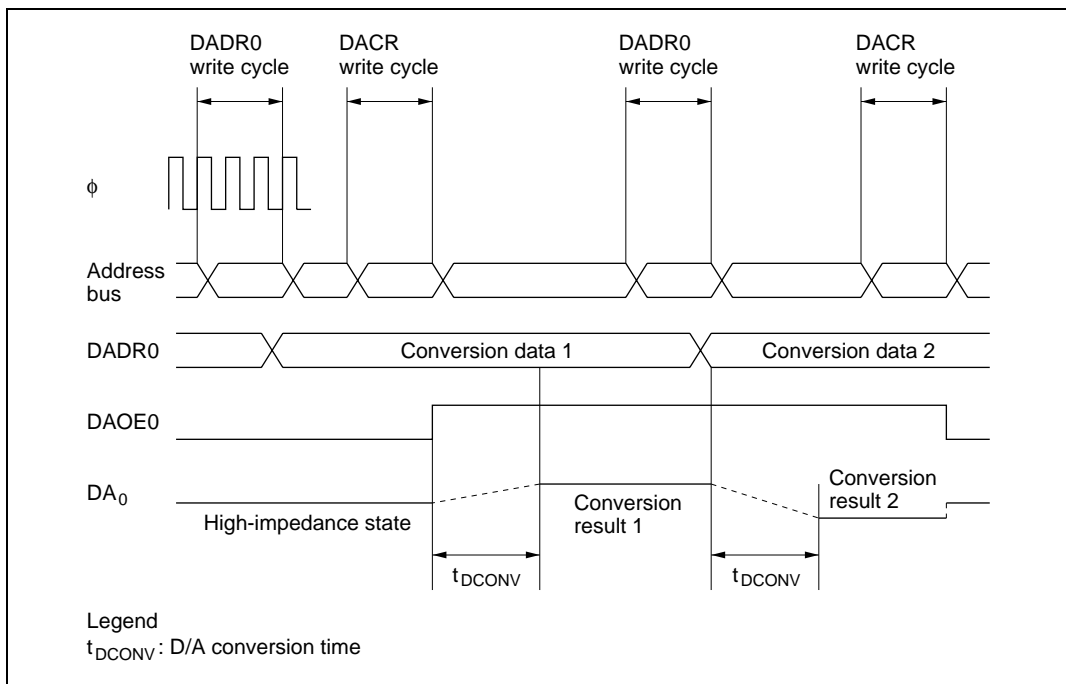 DADR0
write cycle
DACR
write cycle
DADR0
write cycle
DACR
write cycle
φ
Address
bus
DADR0
Conversion data 1
Conversion data 2
DAOE0
DA0
High-impedance state
Conversion
result 1
Conversion
result 2
tDCONV
tDCONV
Legend
tDCONV : D/A conversion time